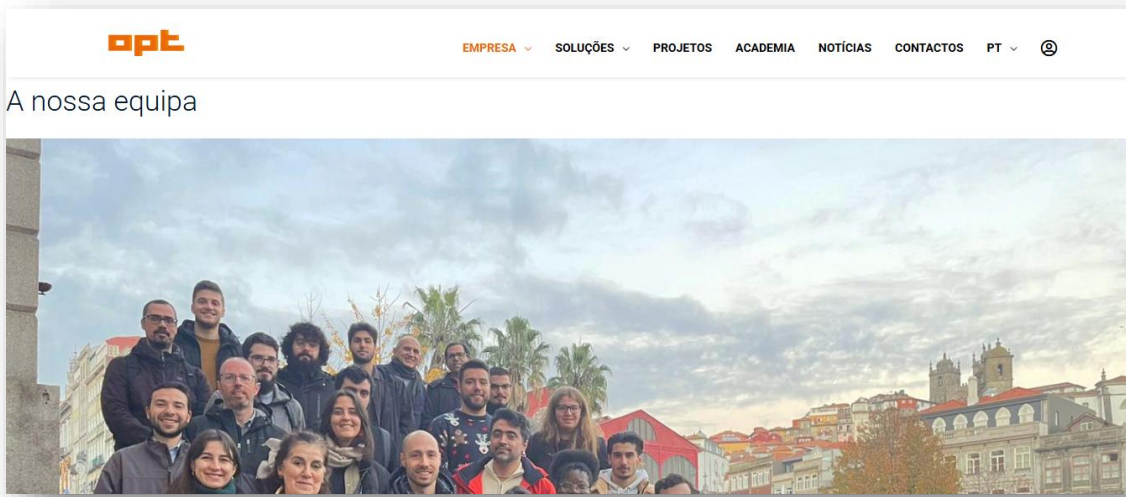 opt
EMPRESA SOLUÇÕES PROJETOS ACADEMIA NOTÍCIAS CONTACTOS PT
A nossa equipa